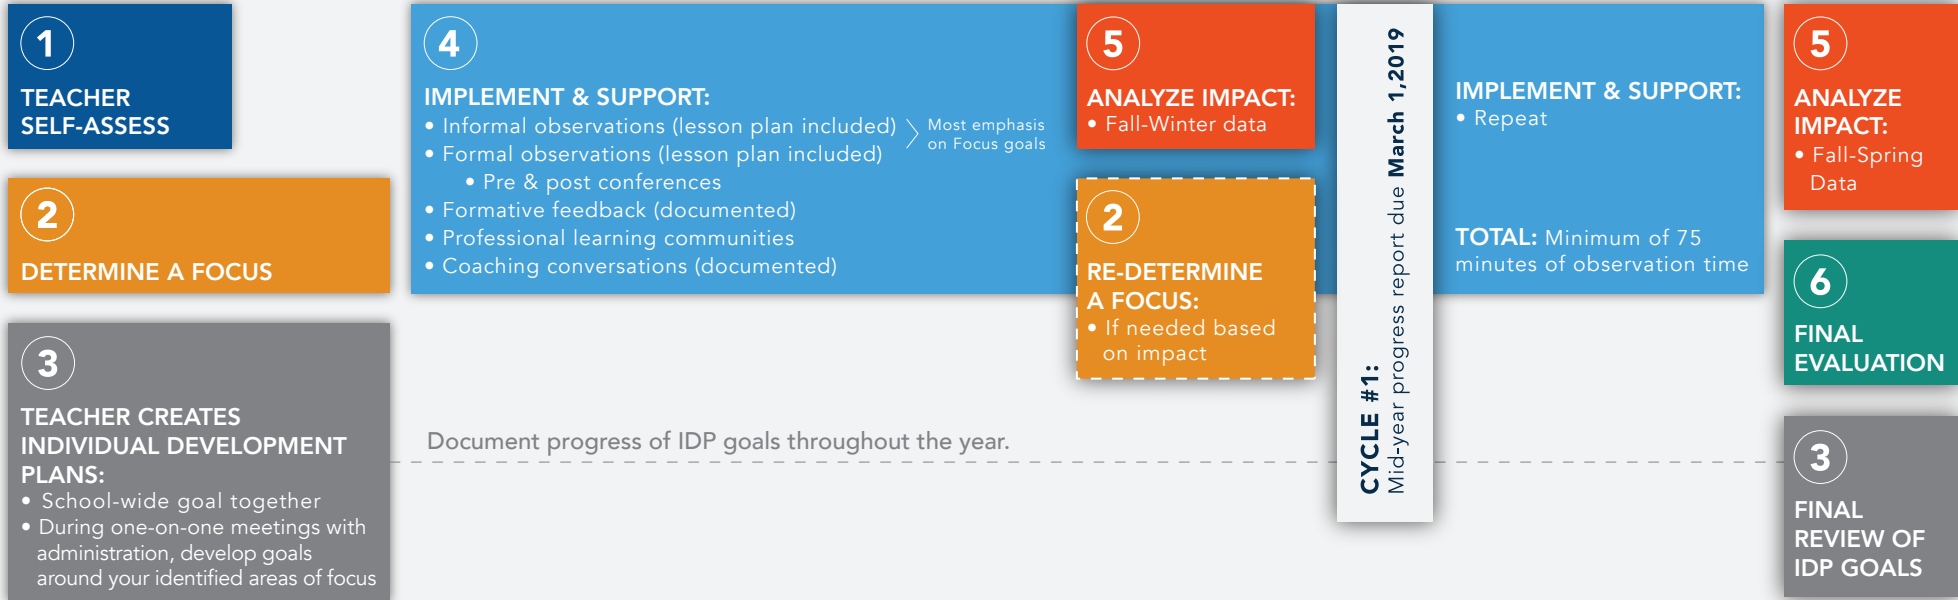 1
TEACHER
SELF-ASSESS
2
DETERMINE A FOCUS
3
TEACHER CREATES
INDIVIDUAL DEVELOPMENT
PLANS:
• School-wide goal together
• During one-on-one meetings with
administration, develop goals
around your identified areas of focus
4
IMPLEMENT & SUPPORT:
• Informal observations (lesson plan included)
• Formal observations (lesson plan included)
• Pre & post conferences
• Formative feedback (documented)
• Professional learning communities
• Coaching conversations (documented)
Most emphasis
on Focus goals
5
ANALYZE IMPACT:
• Fall-Winter data
2
RE-DETERMINE
A FOCUS:
• If needed based
on impact
Document progress of IDP goals throughout the year.
CYCLE #1:
Mid-year progress report due March 1,2019
IMPLEMENT & SUPPORT:
• Repeat
TOTAL: Minimum of 75
minutes of observation time
5
ANALYZE
IMPACT:
• Fall-Spring
Data
6
FINAL
EVALUATION
3
FINAL
REVIEW OF
IDP GOALS